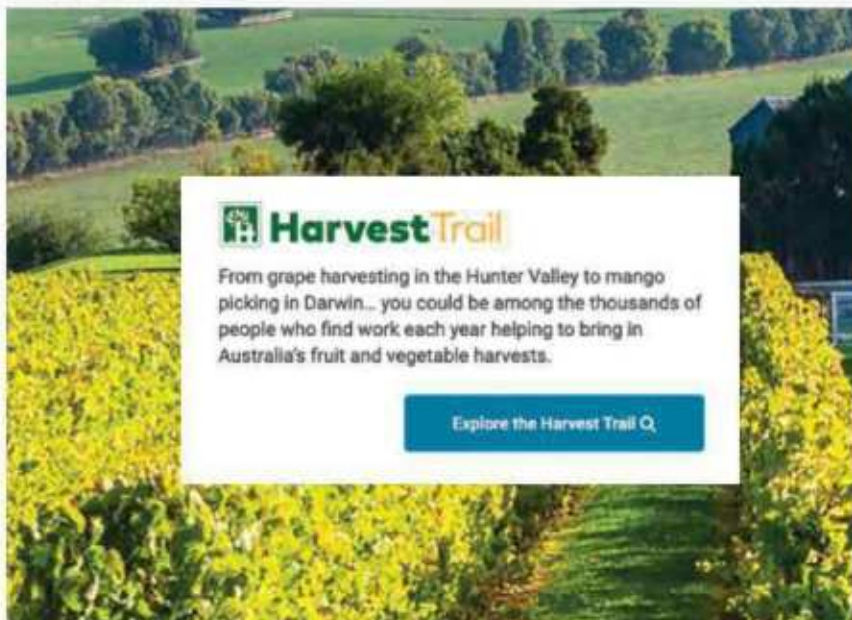 Harvest Trail
From grape harvesting in the Hunter Valley to mango
picking in Darwin... you could be among the thousands of
people who find work each year helping to bring in
Australia's fruit and vegetable harvests.
Explore the Harvest Trail